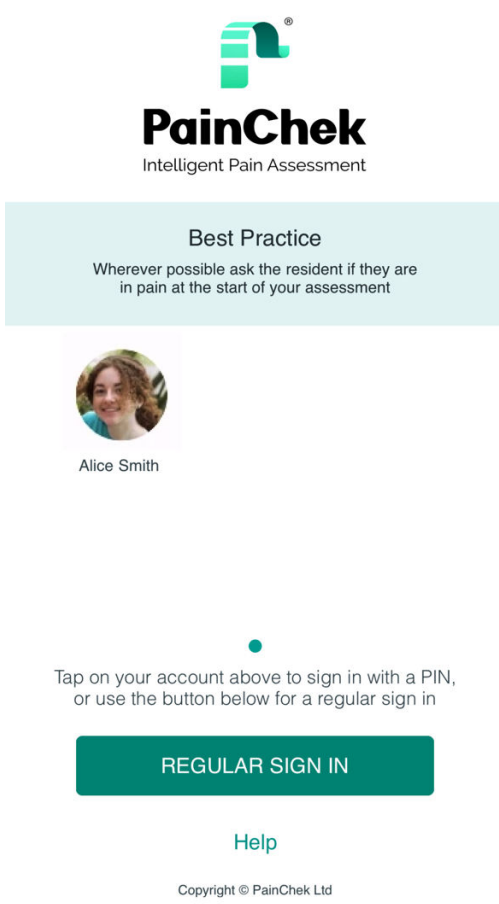 ®
PainChek
Intelligent Pain Assessment
Best Practice
Wherever possible ask the resident if they are
in pain at the start of your assessment
Alice Smith
Tap on your account above to sign in with a PIN,
or use the button below for a regular sign in
REGULAR SIGN IN
Help
Copyright © PainChek Ltd